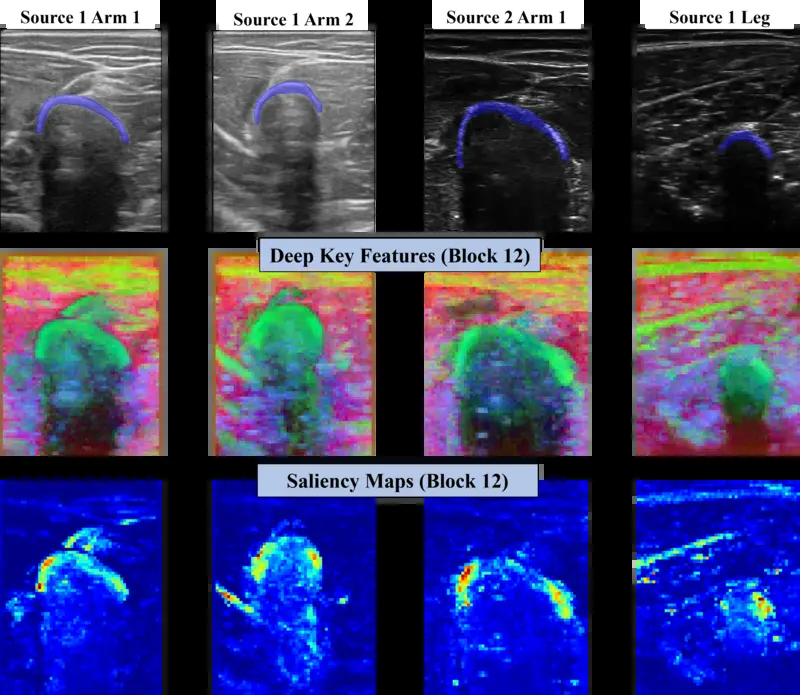 Source 1 Arm 1
Source 1 Arm 2
Source 2 Arm 1
Source 1 Leg
Deep Key Features (Block 12)
Saliency Maps (Block 12)